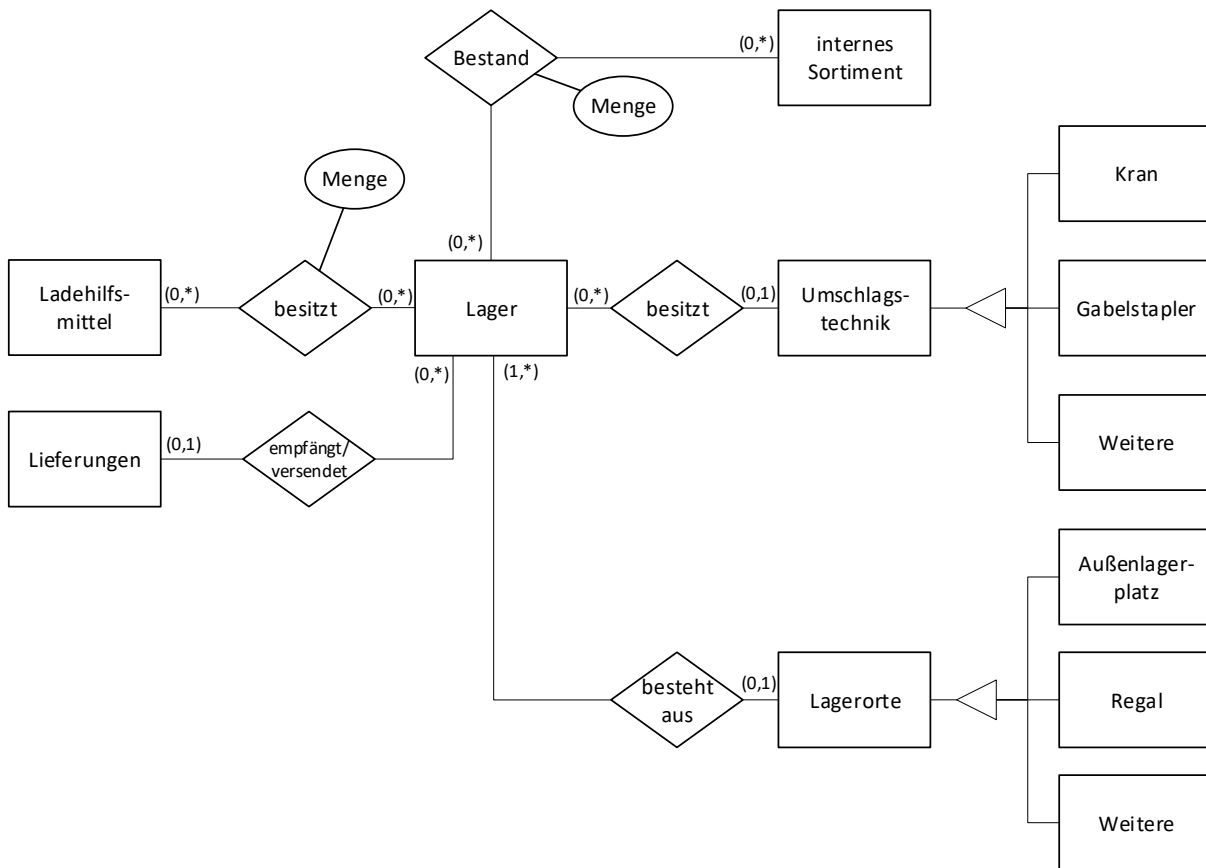 Bestand
(0,*)
internes
Sortiment
Menge
Menge
Kran
(0,*)
Ladehilfs-
mittel
(0,*)
besitzt
(0,*)
Lager
(0,*)
besitzt
(0,1)
Umschlags-
technik
Gabelstapler
(0,*)
(1,*)
Lieferungen
(0,1)
empfängt/
versendet
Weitere
Außenlager-
platz
besteht
aus
(0,1)
Lagerorte
Regal
Weitere